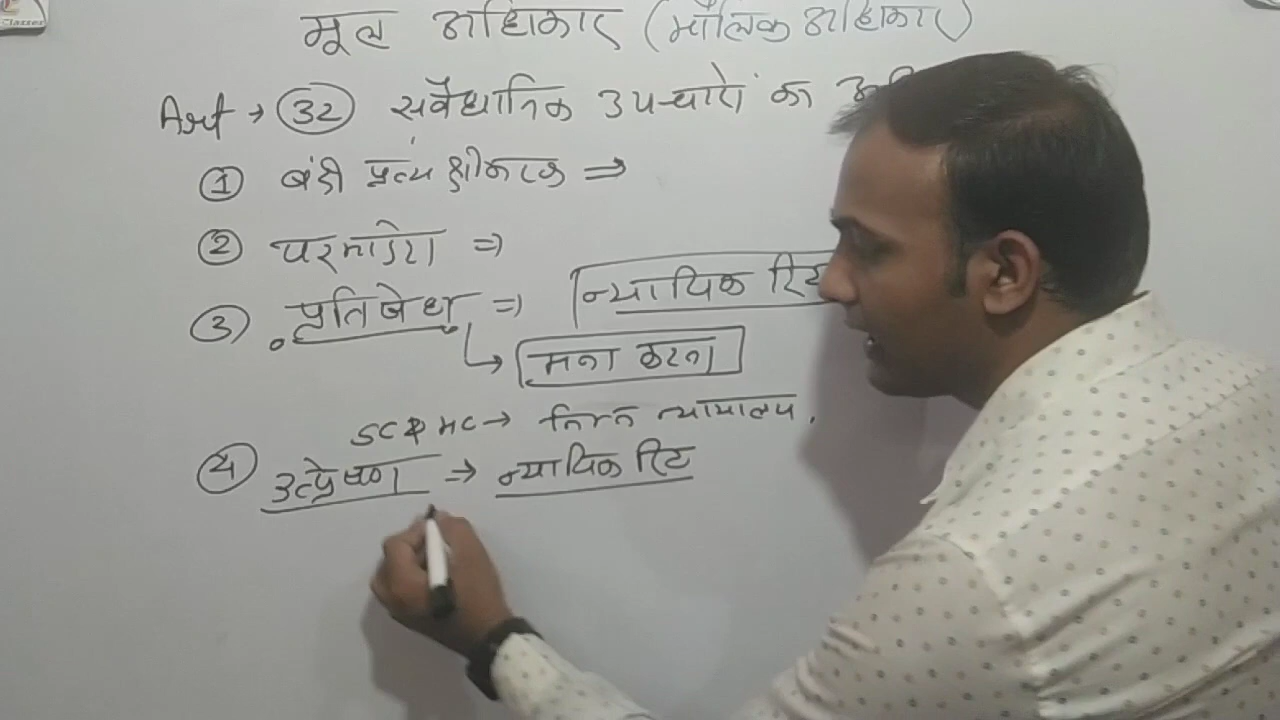 Classes
मूल अधिकार (मौलिक अधिकार)
Art → 32 संवैधानिक उपचारों का
1 बंदी प्रत्यक्षीकरण ⇒
2 परमादेश ⇒
3) प्रतिषेध ⇒ न्यायिक रिट
→ मना करना
SC & HC → निम्न न्यायालय.
4 उत्प्रेषण ⇒ न्यायिक रिट